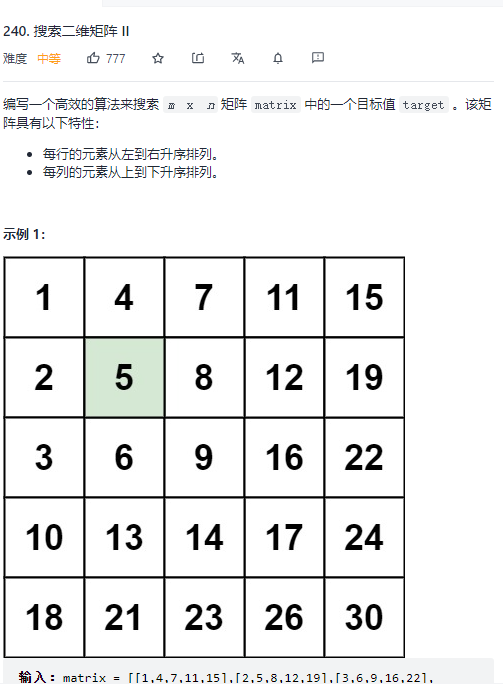 240. 搜索二维矩阵 II
难度 中等 777
编写一个高效的算法来搜索 m x n 矩阵 matrix 中的一个目标值 target 。该矩
阵具有以下特性：
每行的元素从左到右升序排列。
每列的元素从上到下升序排列。
示例 1：
1 4 7 11 15
2 5 8 12 19
3 6 9 16 22
10 13 14 17 24
18 21 23 26 30
输入：matrix = [[1,4,7,11,15],[2,5,8,12,19],[3,6,9,16,22],